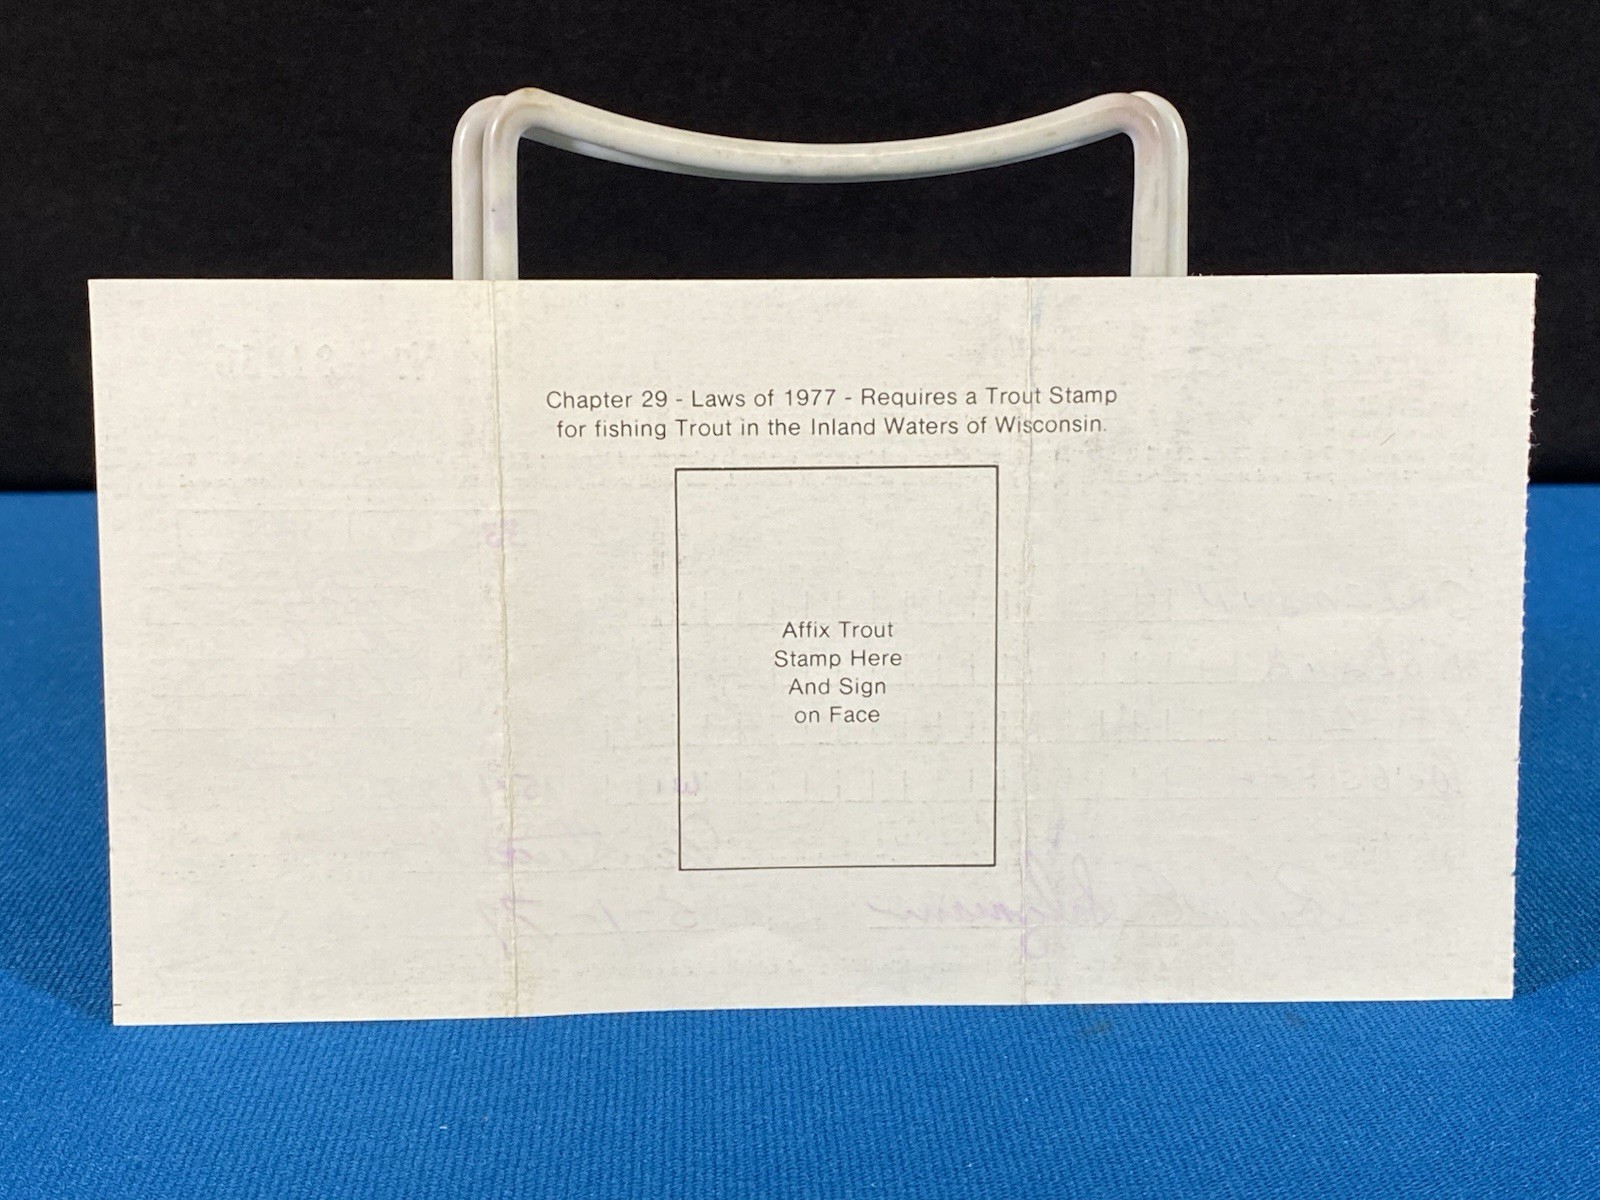 Chapter 29 - Laws of 1977 - Requires a Trout Stamp
for fishing Trout in the Inland Waters of Wisconsin.
Affix Trout
Stamp Here
And Sign
on Face